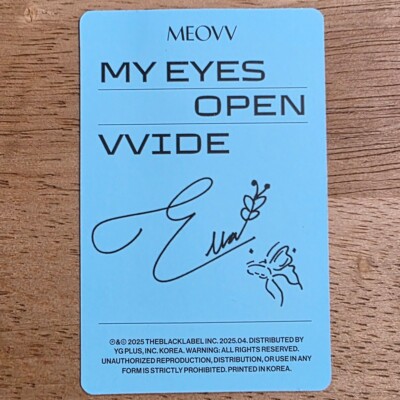 MEOVV
MY EYES
OPEN
VVIDE
Ella
℗&© 2025 THEBLACKLABEL INC. 2025.04. DISTRIBUTED BY
YG PLUS, INC. KOREA. WARNING: ALL RIGHTS RESERVED.
UNAUTHORIZED REPRODUCTION, DISTRIBUTION, OR USE IN ANY
FORM IS STRICTLY PROHIBITED. PRINTED IN KOREA.